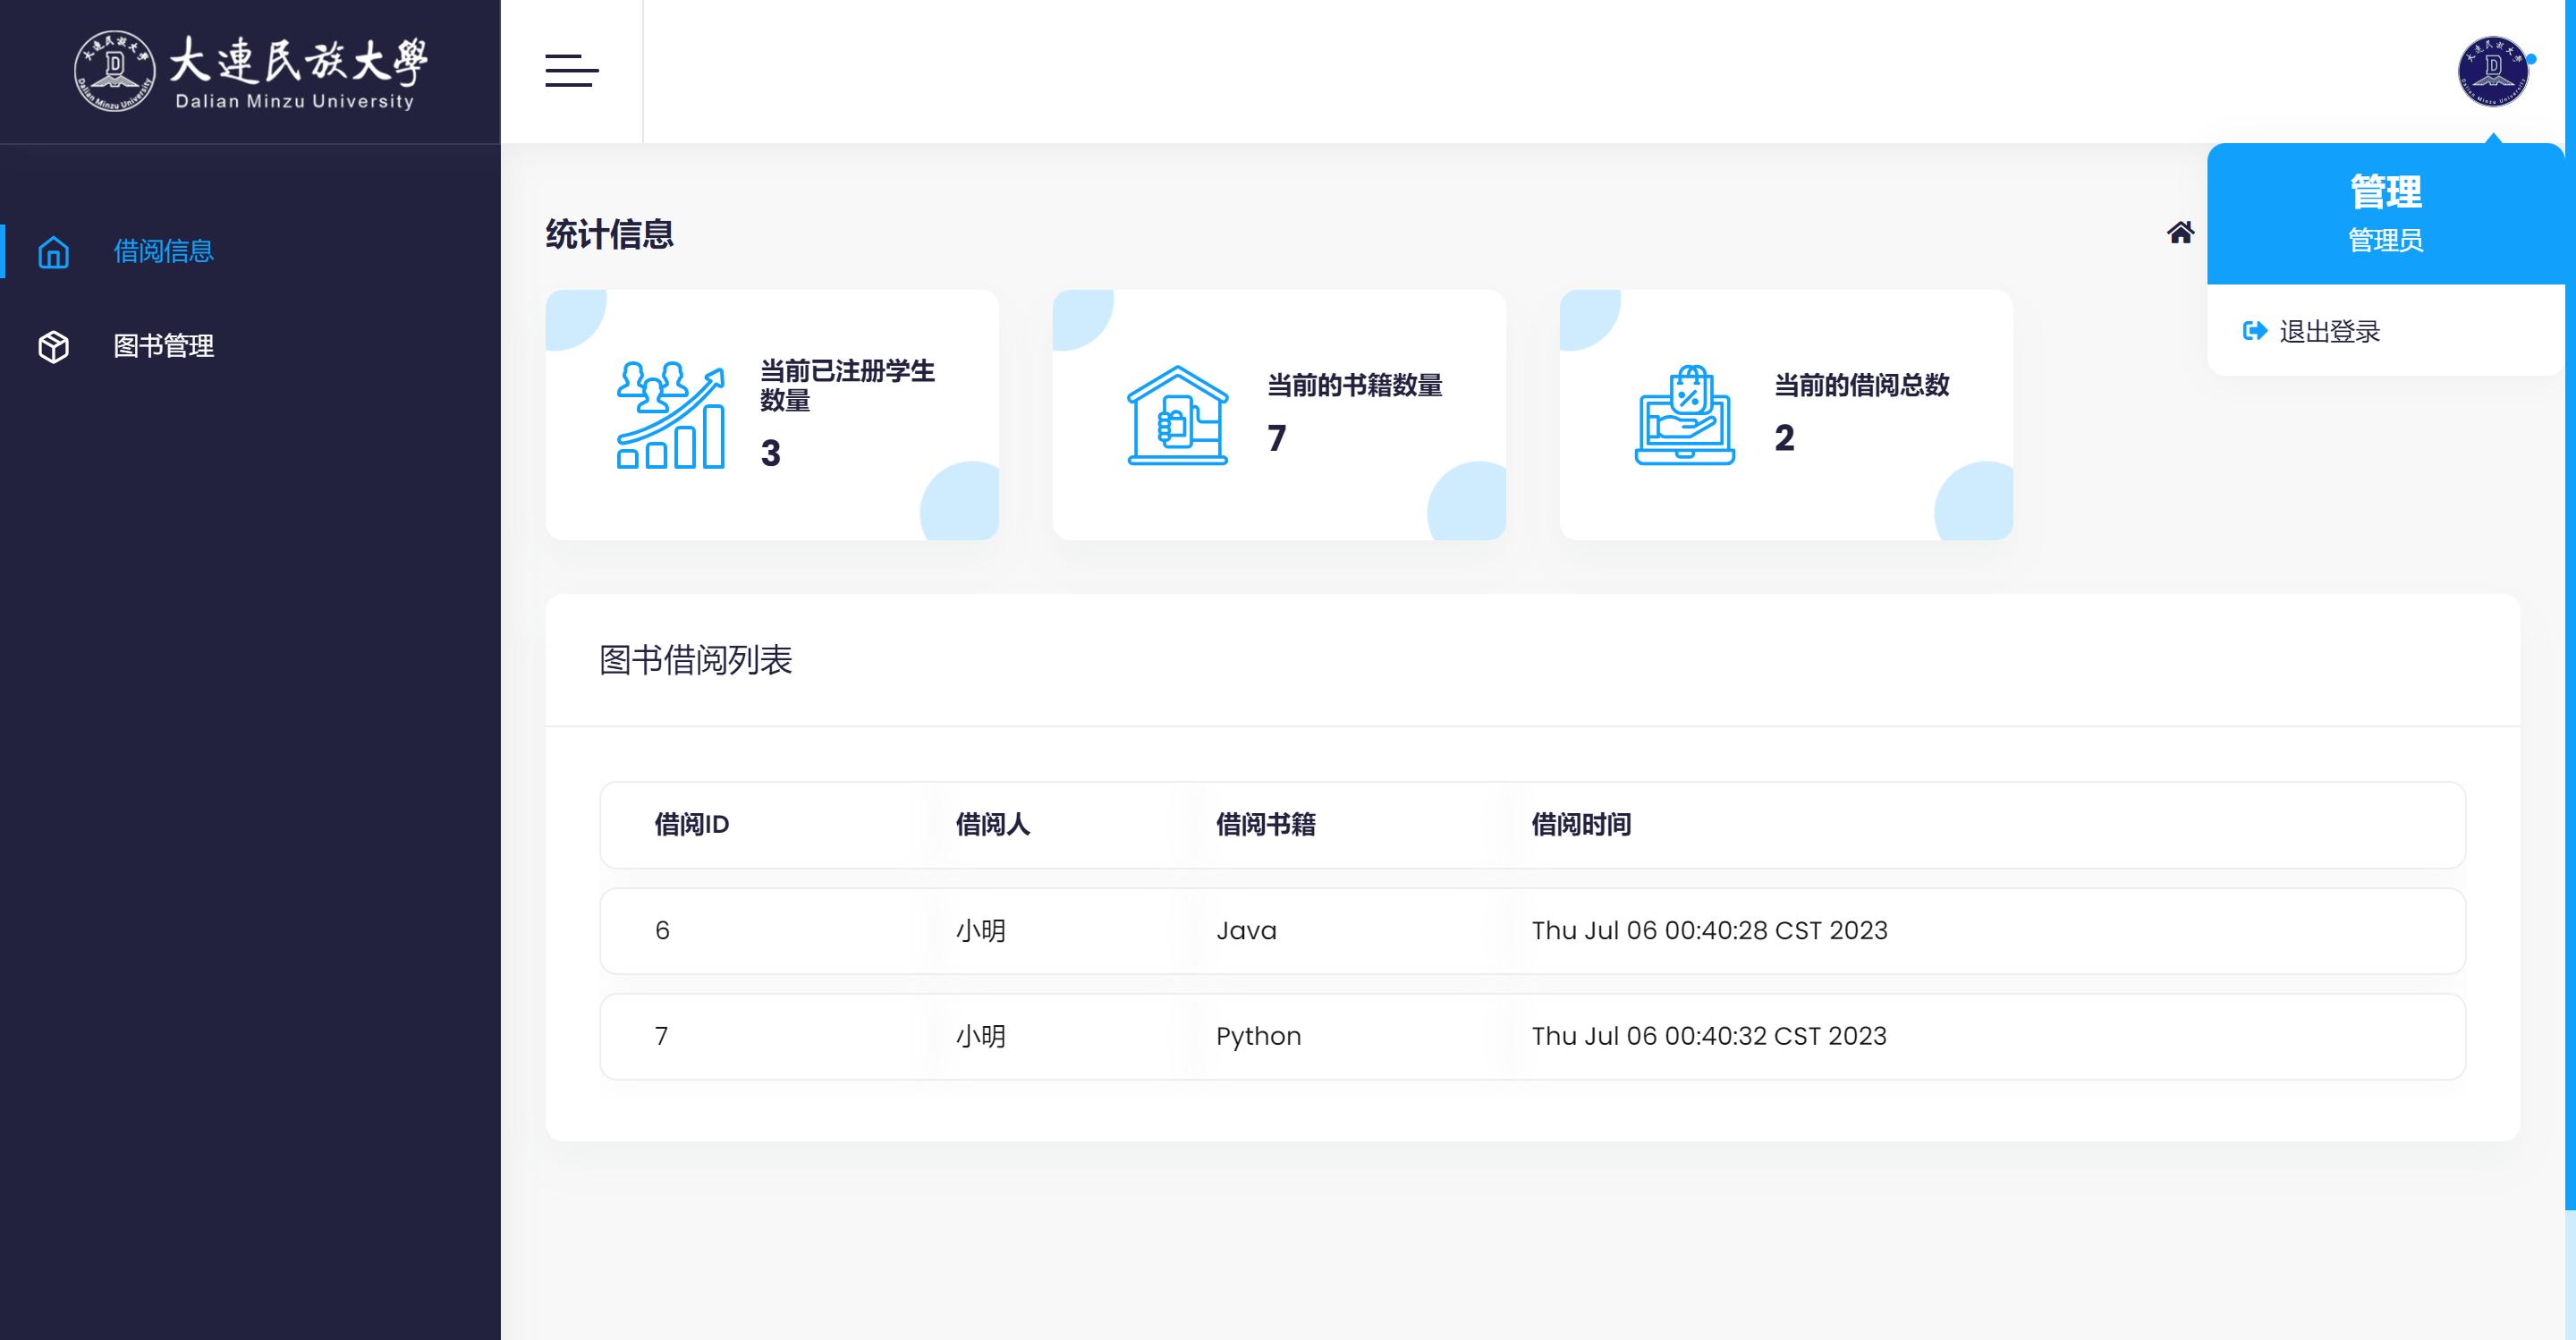 大連民族大學
Dalian Minzu University
借阅信息
图书管理
管理
管理员
退出登录
统计信息
当前已注册学生
数量
3
当前的书籍数量
7
当前的借阅总数
2
图书借阅列表
借阅ID 借阅人 借阅书籍 借阅时间
6 小明 Java Thu Jul 06 00:40:28 CST 2023
7 小明 Python Thu Jul 06 00:40:32 CST 2023